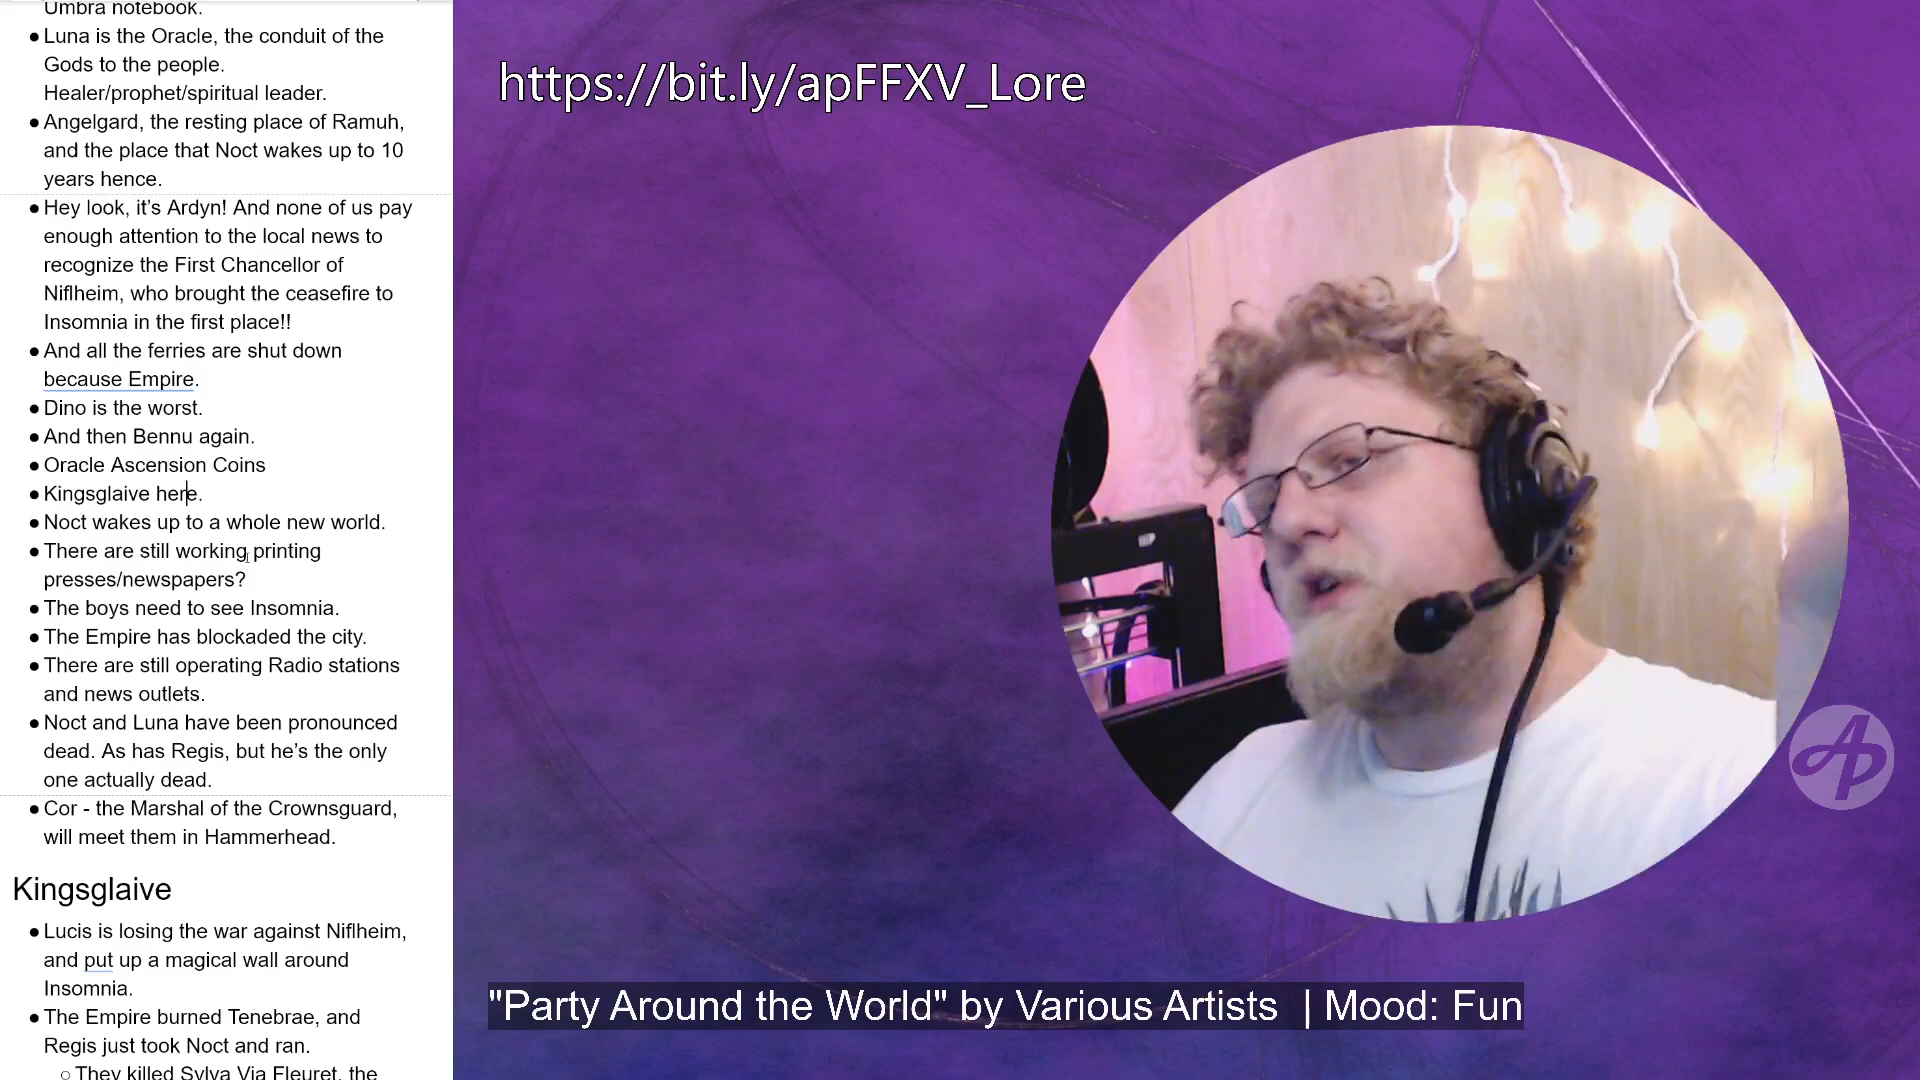 Umbra notebook.
● Luna is the Oracle, the conduit of the
Gods to the people.
Healer/prophet/spiritual leader.
● Angelgard, the resting place of Ramuh,
and the place that Noct wakes up to 10
years hence.
● Hey look, it’s Ardyn! And none of us pay
enough attention to the local news to
recognize the First Chancellor of
Niflheim, who brought the ceasefire to
Insomnia in the first place!!
● And all the ferries are shut down
because Empire.
● Dino is the worst.
● And then Bennu again.
● Oracle Ascension Coins
● Kingsglaive here.
● Noct wakes up to a whole new world.
● There are still working printing
presses/newspapers?
● The boys need to see Insomnia.
● The Empire has blockaded the city.
● There are still operating Radio stations
and news outlets.
● Noct and Luna have been pronounced
dead. As has Regis, but he’s the only
one actually dead.
● Cor - the Marshal of the Crownsguard,
will meet them in Hammerhead.
Kingsglaive
● Lucis is losing the war against Niflheim,
and put up a magical wall around
Insomnia.
● The Empire burned Tenebrae, and
Regis just took Noct and ran.
○ They killed Sylva Via Fleuret, the
https://bit.ly/apFFXV_Lore
AP
"Party Around the World" by Various Artists | Mood: Fun